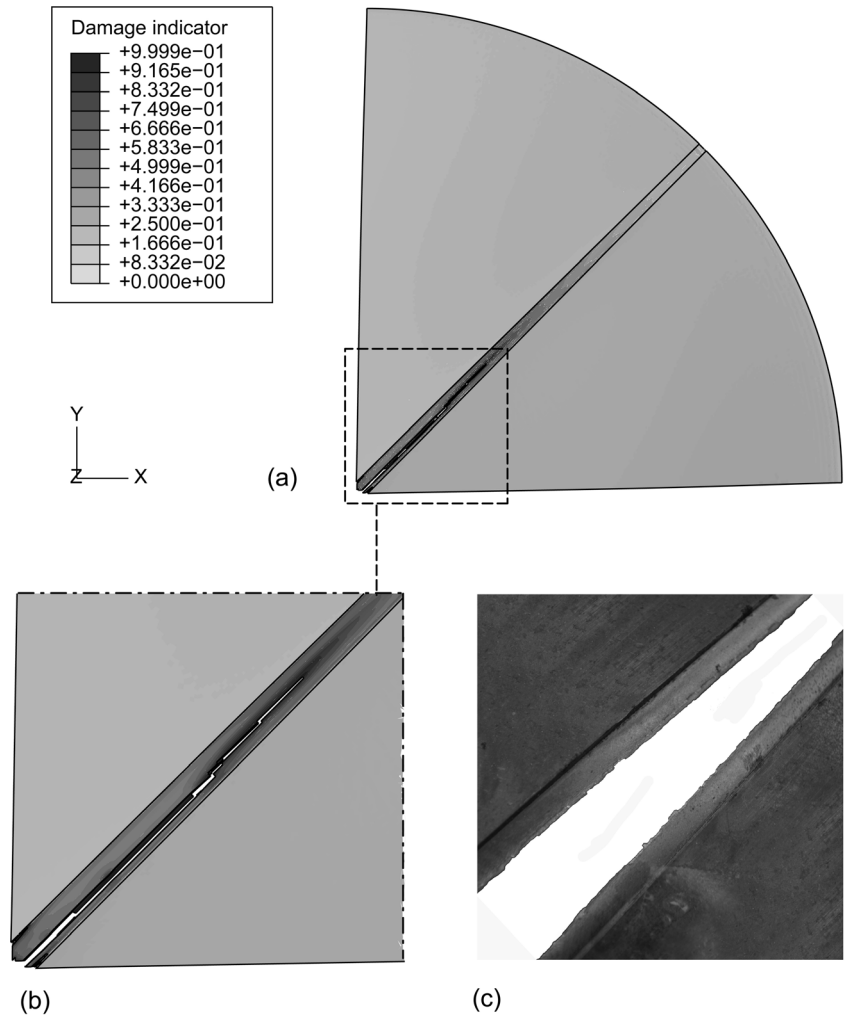 Damage indicator
+9.999e−01
+9.165e−01
+8.332e−01
+7.499e−01
+6.666e−01
+5.833e−01
+4.999e−01
+4.166e−01
+3.333e−01
+2.500e−01
+1.666e−01
+8.332e−02
+0.000e+00
Y
Z X
(a)
(b)
(c)